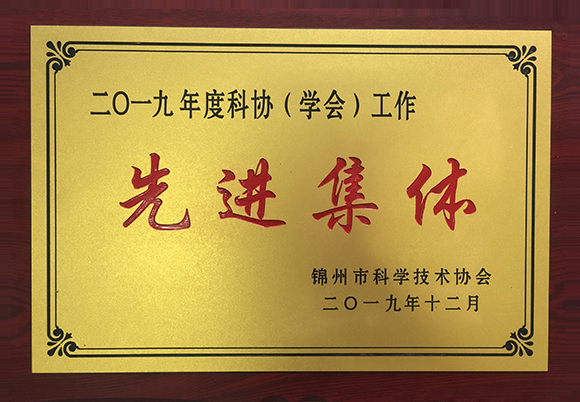 二〇一九年度科协（学会）工作
先进集体
锦州市科学技术协会
二〇一九年十二月